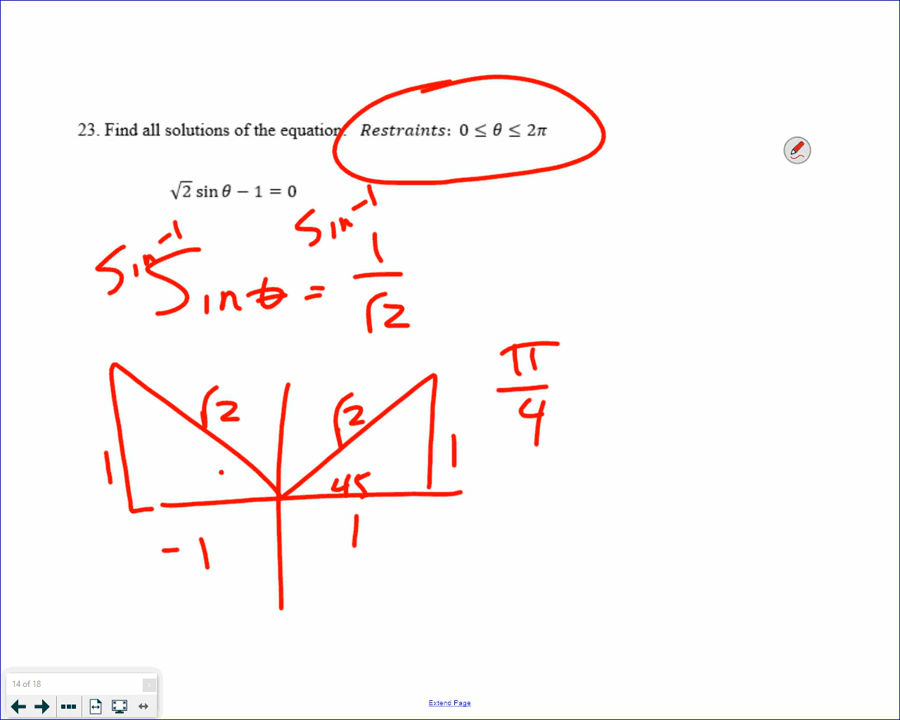 23. Find all solutions of the equation. Restraints: 0 ≤ θ ≤ 2π
√2 sin θ − 1 = 0
sin⁻¹ sin θ = sin⁻¹ 1/√2
π/4
√2 √2
1 45 1
-1 1
14 of 18
Extend Page